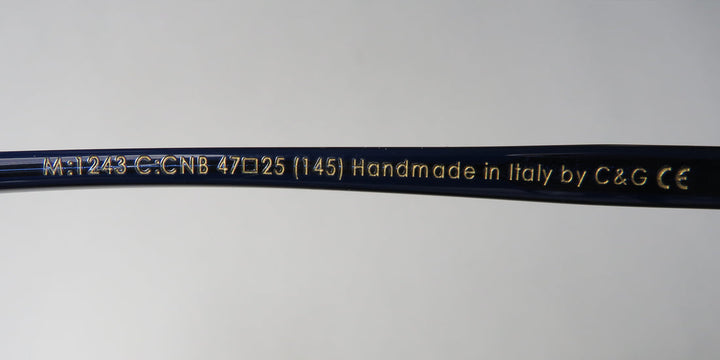 M:1243 C:CNB 47□25 (145) Handmade in Italy by C&G CE